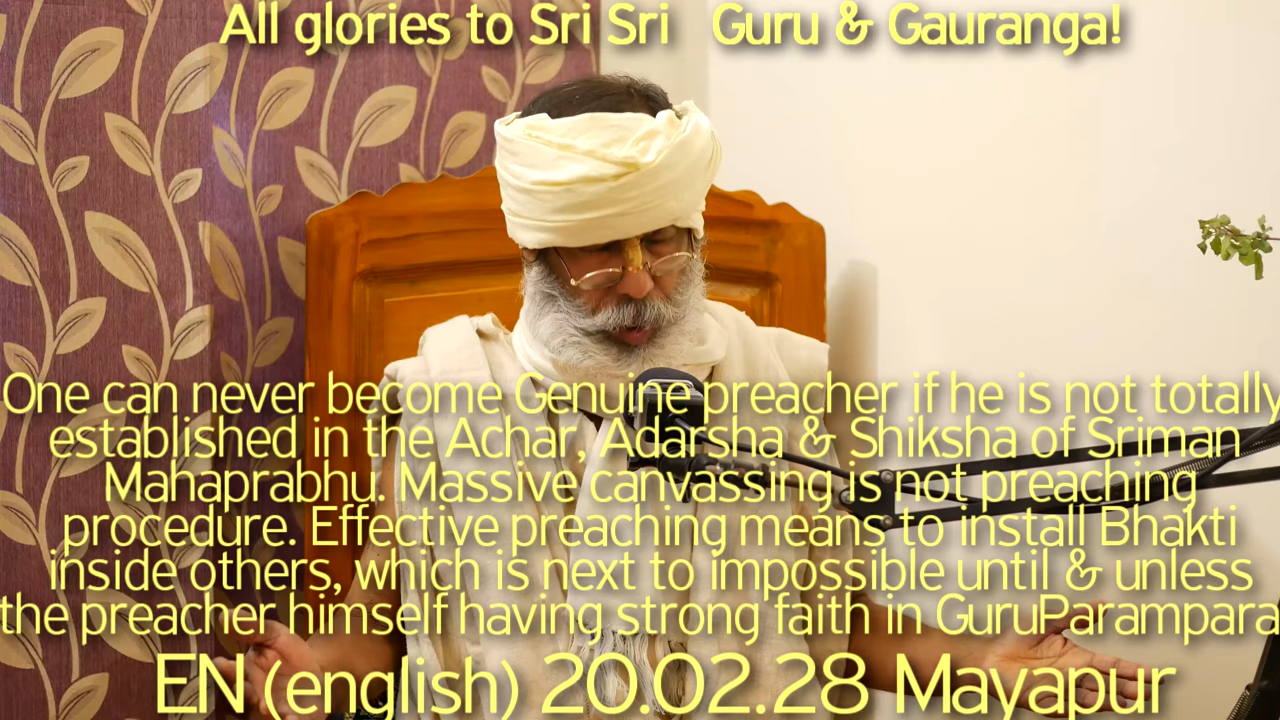 All glories to Sri Sri Guru & Gauranga!
One can never become Genuine preacher if he is not totally
established in the Achar, Adarsha & Shiksha of Sriman
Mahaprabhu. Massive canvassing is not preaching
procedure. Effective preaching means to install Bhakti
inside others, which is next to impossible until & unless
the preacher himself having strong faith in GuruParampara
EN (english) 20.02.28 Mayapur